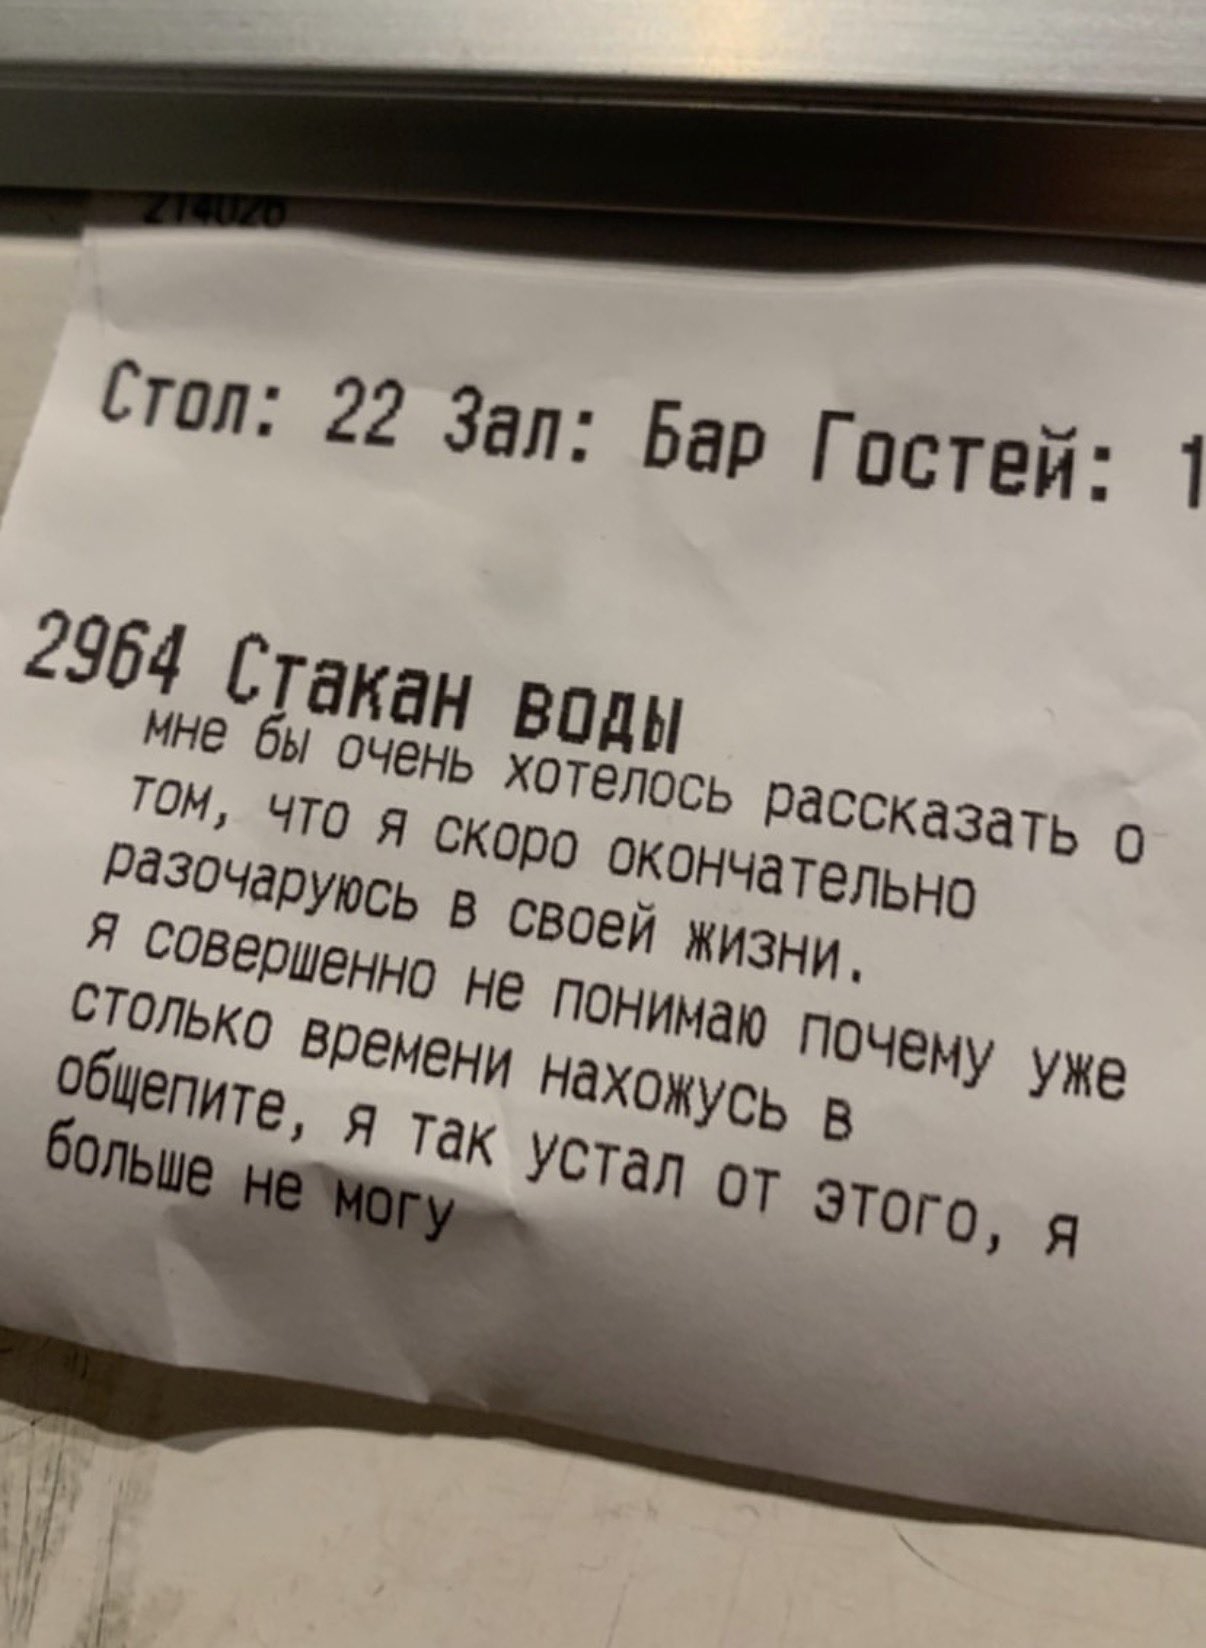 214026
Стол: 22 Зал: Бар Гостей: 1
2964 Стакан воды
мне бы очень хотелось рассказать о
том, что я скоро окончательно
разочаруюсь в своей жизни.
я совершенно не понимаю почему уже
столько времени нахожусь в
общепите, я так устал от этого, я
больше не могу